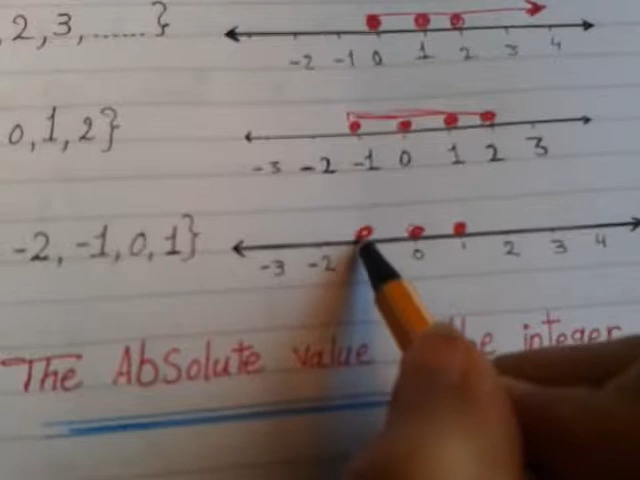 , 2, 3, ......}
-2 -1 0 1 2 3 4
0, 1, 2}
-3 -2 -1 0 1 2 3
-2, -1, 0, 1}
-3 -2 0 1 2 3 4
The Absolute value the integer